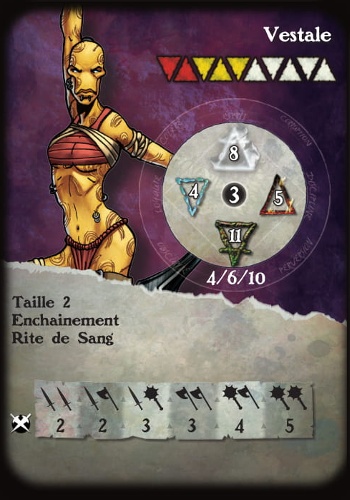 Vestale
8
4
3
5
11
4/6/10
Taille 2
Enchainement
Rite de Sang
2 2 3 3 4 5